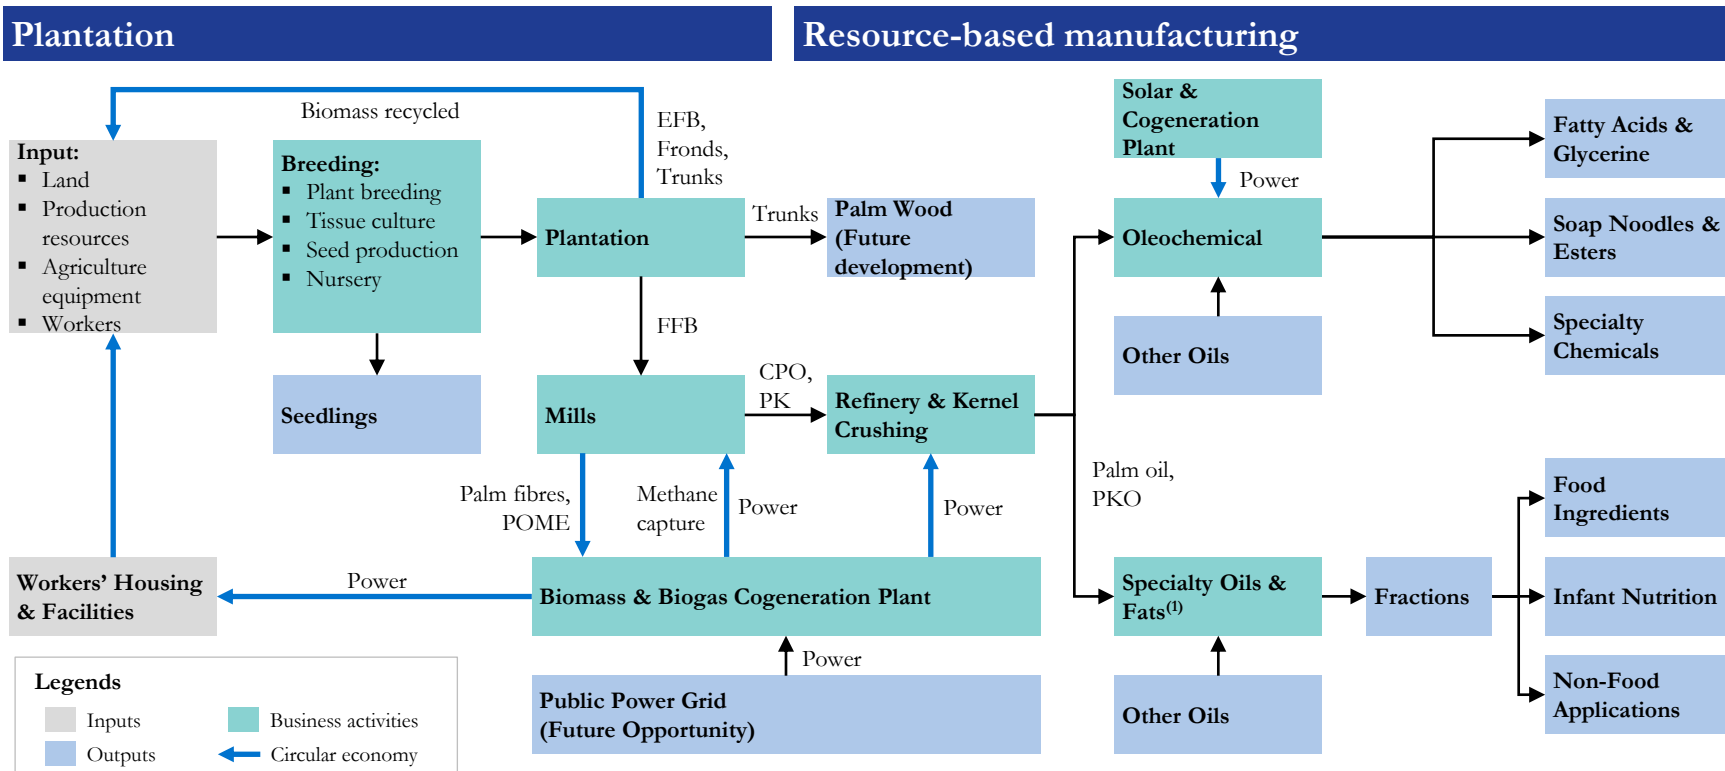 Plantation
Resource-based manufacturing
Biomass recycled
EFB,
Fronds,
Trunks
Input:
▪ Land
▪ Production
resources
▪ Agriculture
equipment
▪ Workers
Breeding:
▪ Plant breeding
▪ Tissue culture
▪ Seed production
▪ Nursery
Plantation
Trunks
Palm Wood
(Future
development)
Seedlings
FFB
Mills
CPO,
PK
Refinery & Kernel
Crushing
Palm fibres,
POME
Methane
capture
Power
Power
Workers’ Housing
& Facilities
Power
Biomass & Biogas Cogeneration Plant
Power
Public Power Grid
(Future Opportunity)
Solar &
Cogeneration
Plant
Power
Oleochemical
Other Oils
Fatty Acids &
Glycerine
Soap Noodles &
Esters
Specialty
Chemicals
Palm oil,
PKO
Specialty Oils &
Fats(1)
Other Oils
Fractions
Food
Ingredients
Infant Nutrition
Non-Food
Applications
Legends
Inputs
Business activities
Outputs
Circular economy